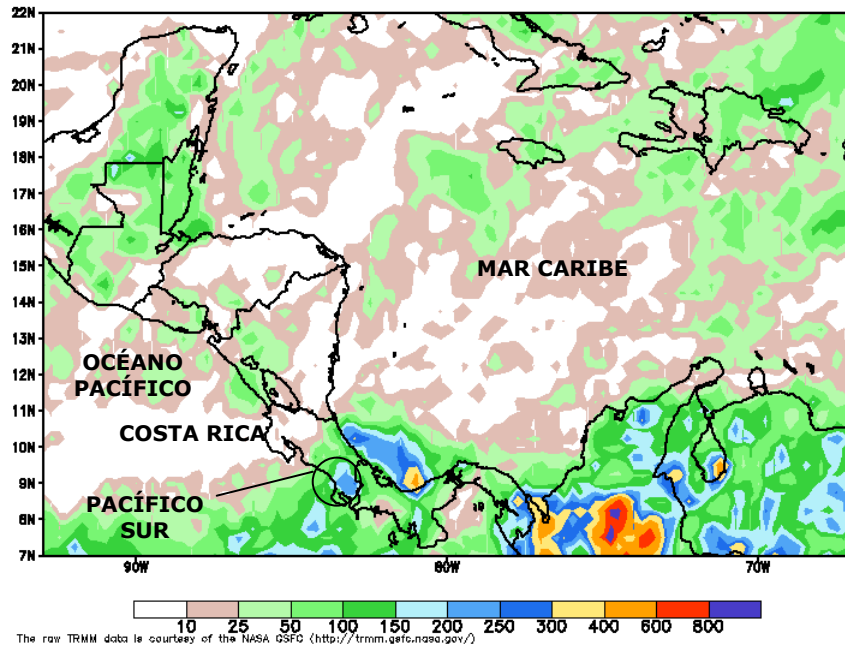 22N
21N
20N
19N
18N
17N
16N
15N
14N
13N
12N
11N
10N
9N
8N
7N
MAR CARIBE
OCÉANO
PACÍFICO
COSTA RICA
PACÍFICO
SUR
90W
80W
70W
10 25 50 100 150 200 250 300 400 600 800
The raw TRMM data is courtesy of the NASA GSFC (http://trmm.gsfc.nasa.gov/)